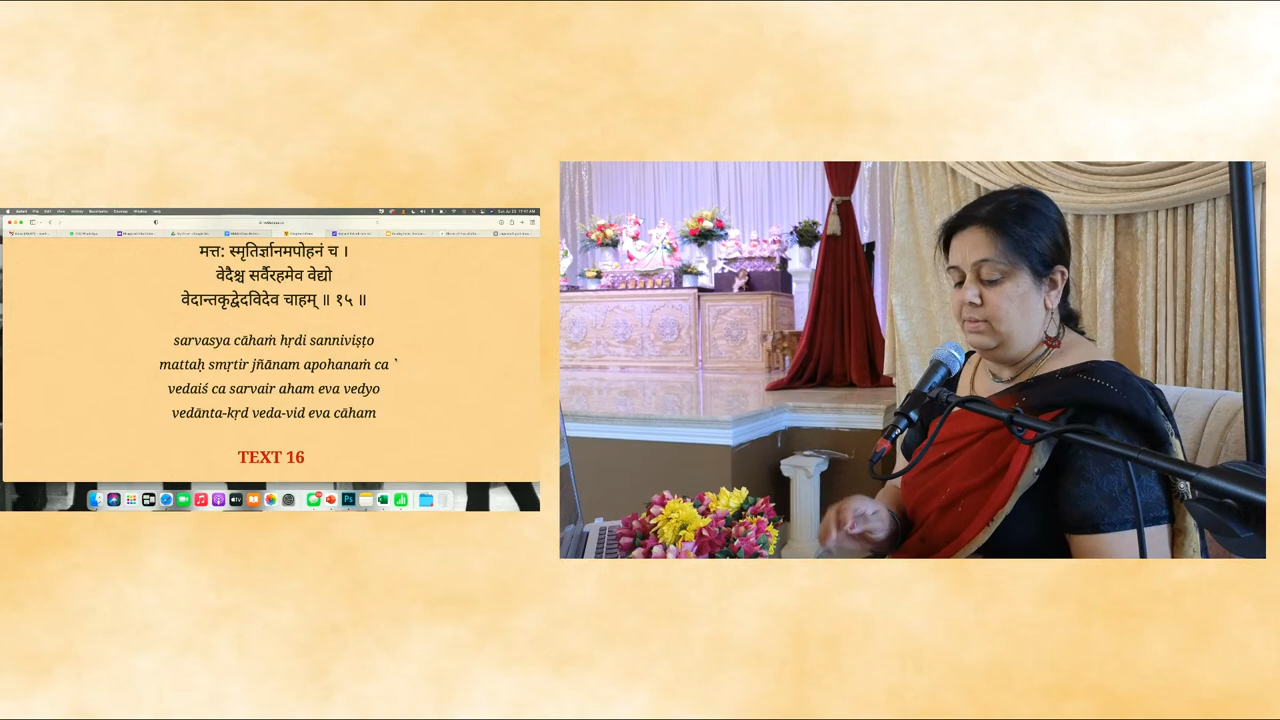 मत्त: स्मृतिर्ज्ञानमपोहनं च ।
वेदैश्च सर्वैरहमेव वेद्यो
वेदान्तकृद्वेदविदेव चाहम् ॥ १५ ॥
sarvasya cāhaṁ hṛdi sanniviṣṭo
mattaḥ smṛtir jñānam apohanaṁ ca
vedaiś ca sarvair aham eva vedyo
vedānta-kṛd veda-vid eva cāham
TEXT 16